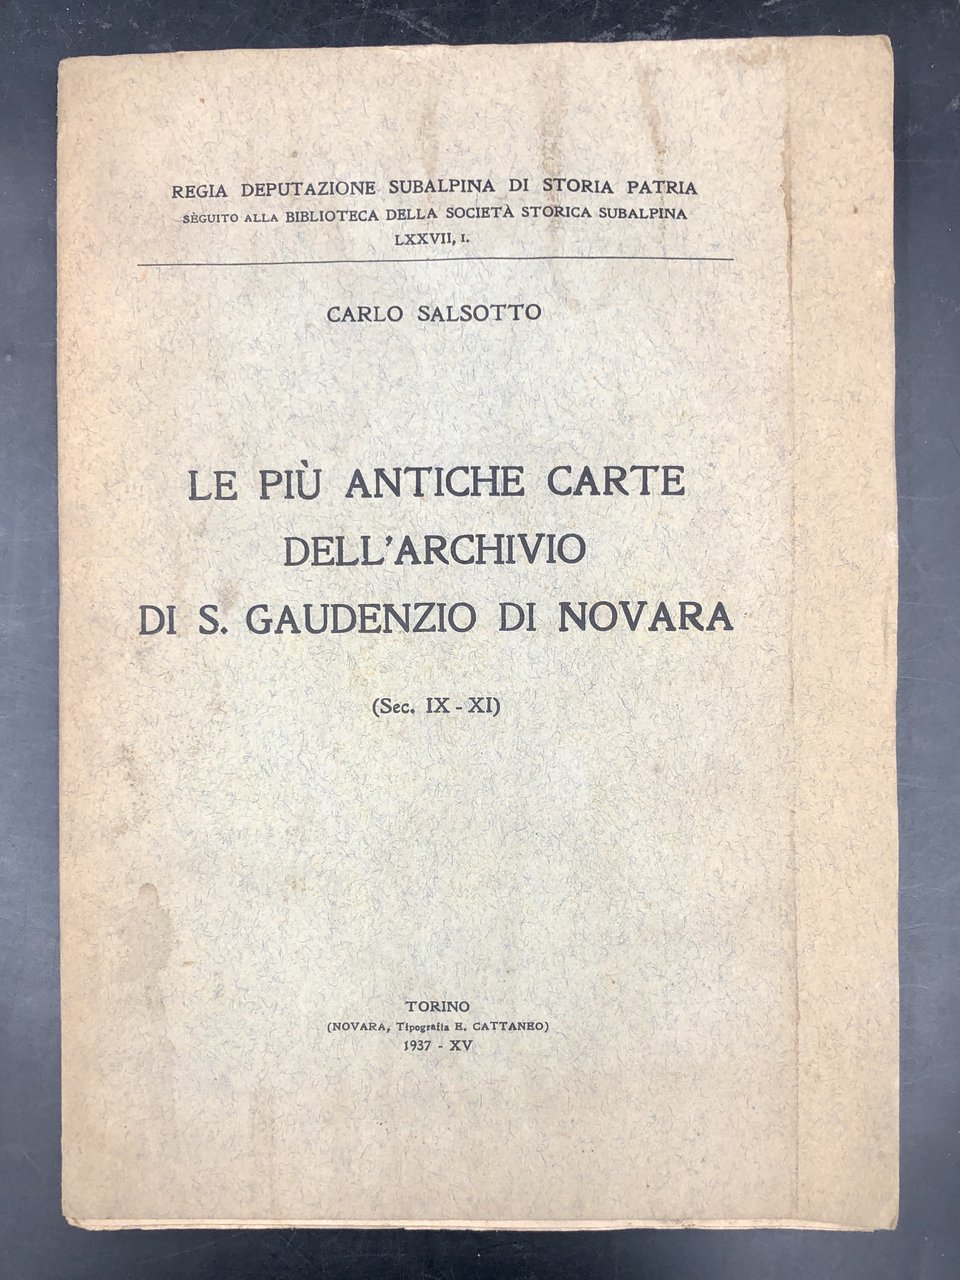 REGIA DEPUTAZIONE SUBALPINA DI STORIA PATRIA
SÈGUITO ALLA BIBLIOTECA DELLA SOCIETÀ STORICA SUBALPINA
LXXVII, I.
CARLO SALSOTTO
LE PIÙ ANTICHE CARTE
DELL'ARCHIVIO
DI S. GAUDENZIO DI NOVARA
(Sec. IX - XI)
TORINO
(NOVARA, Tipografia E. CATTANEO)
1937 - XV